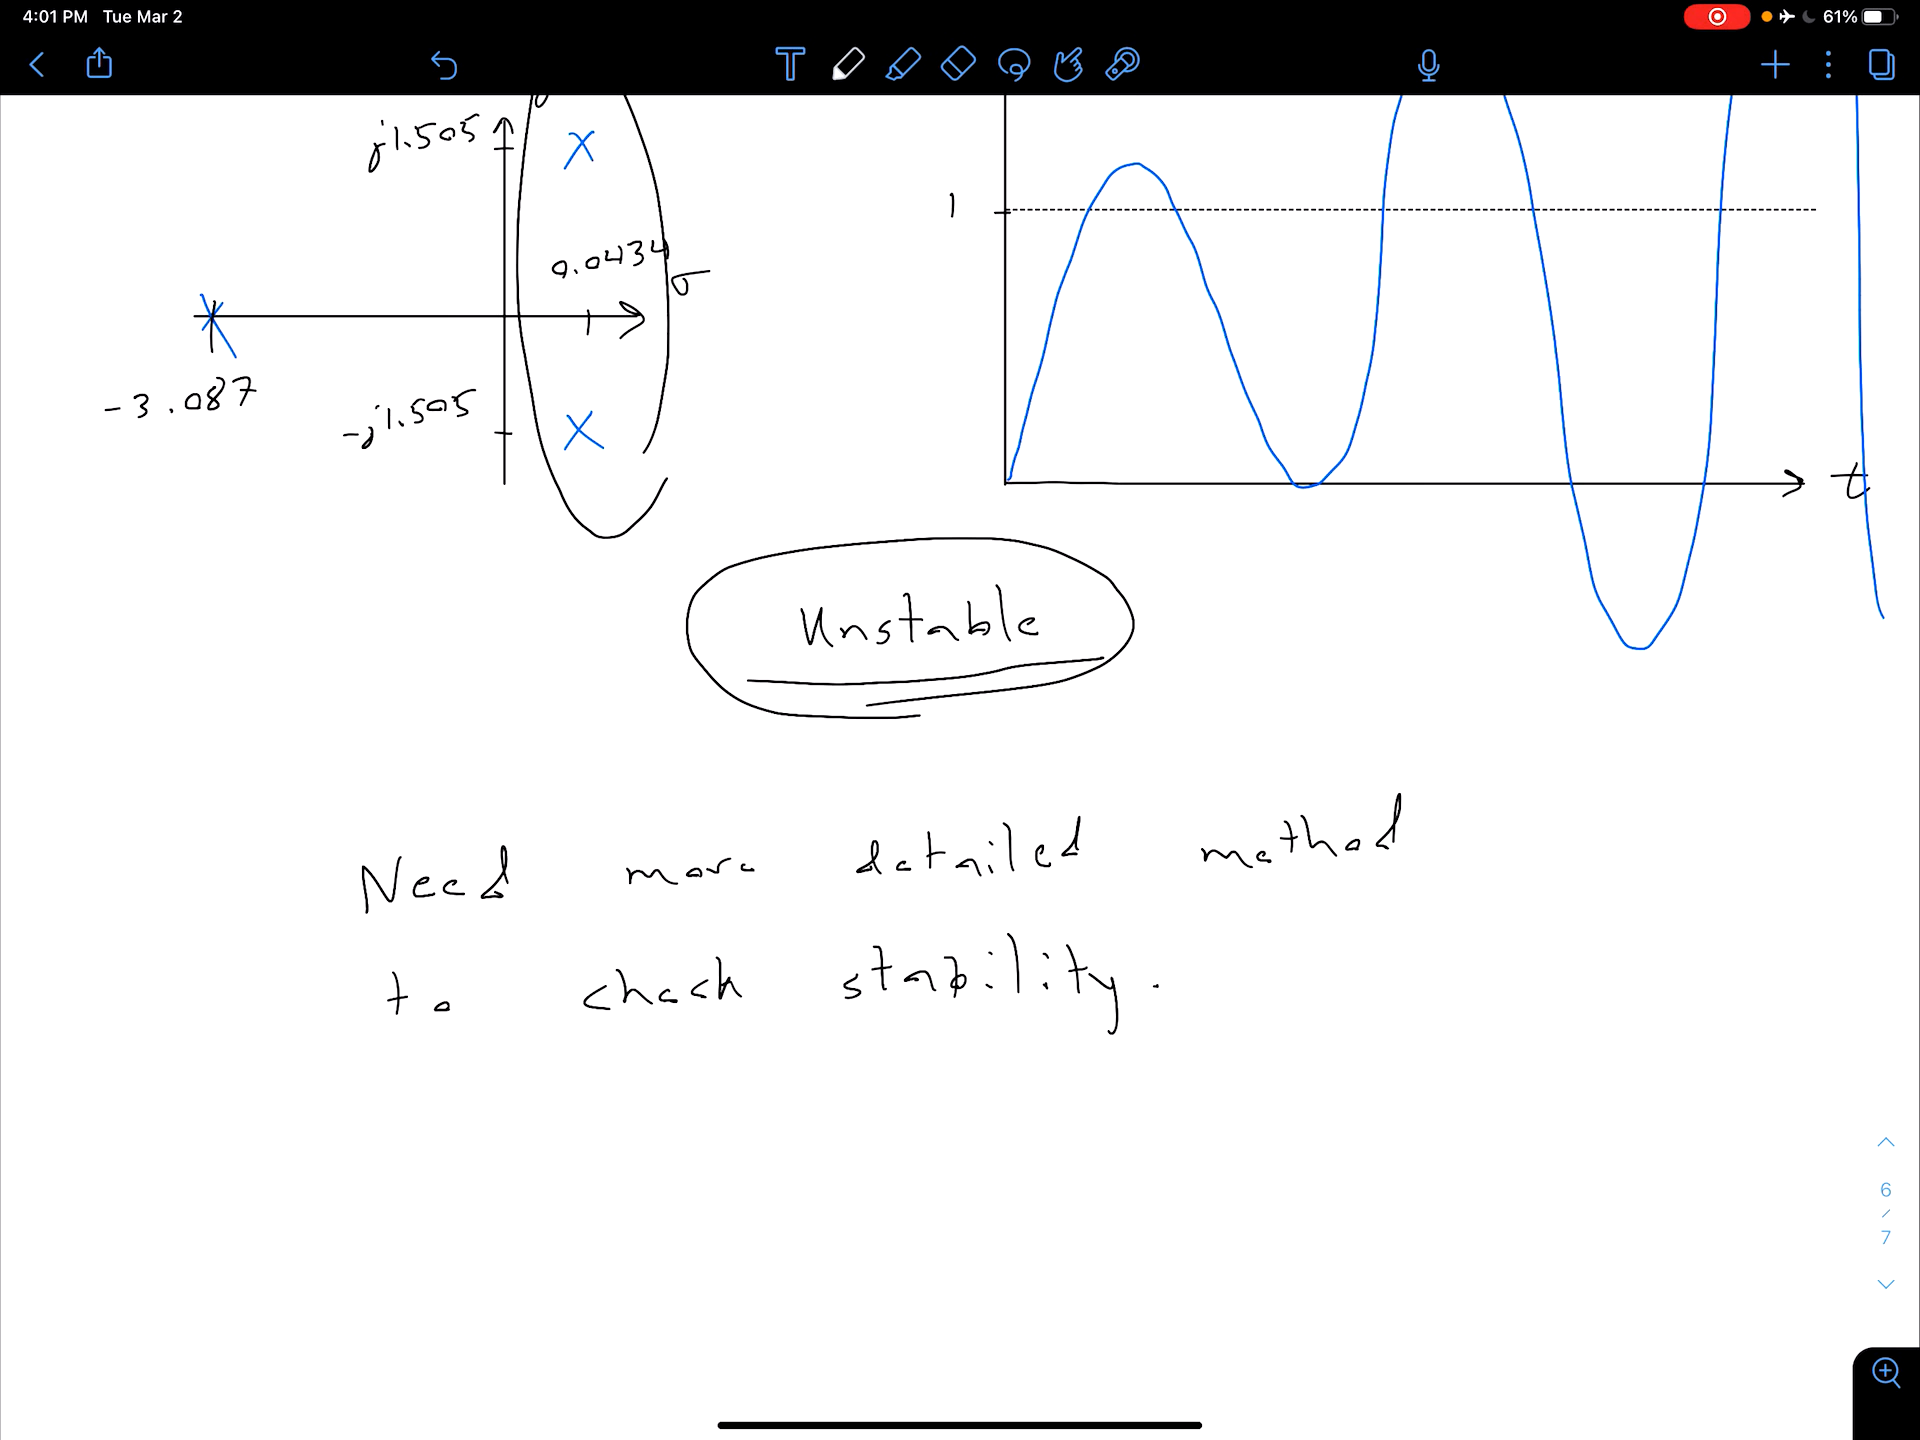 4:01 PM Tue Mar 2
61%
T
j1.505
1
0.0434
σ
-3.087
-j1.505
t
Unstable
Need more detailed method
to check stability.
6
/
7